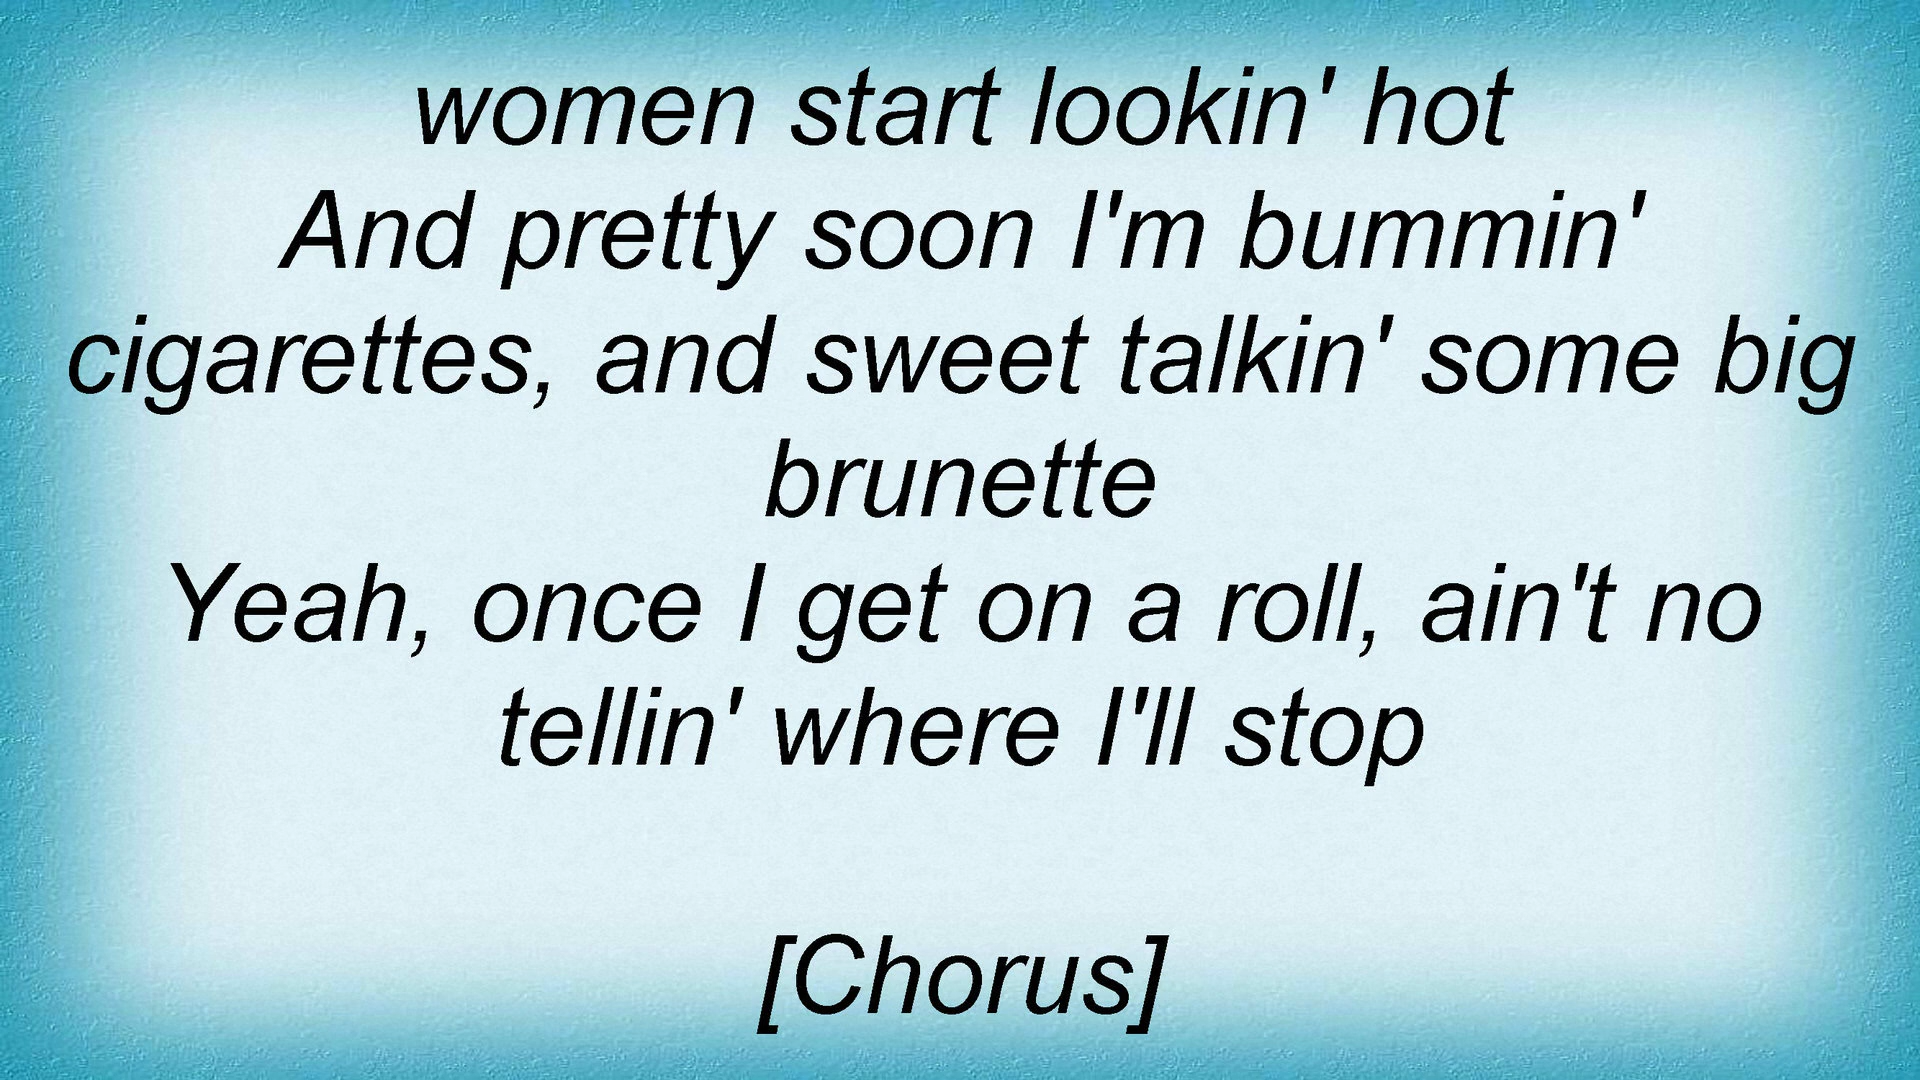 women start lookin' hot
And pretty soon I'm bummin'
cigarettes, and sweet talkin' some big
brunette
Yeah, once I get on a roll, ain't no
tellin' where I'll stop
[Chorus]